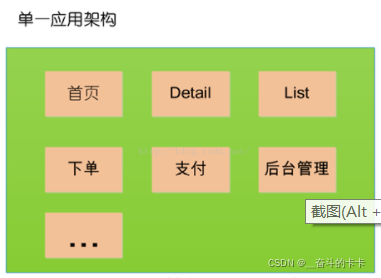 单一应用架构
首页 Detail List
下单 支付 后台管理
截图(Alt +
...
CSDN @__奋斗的卡卡